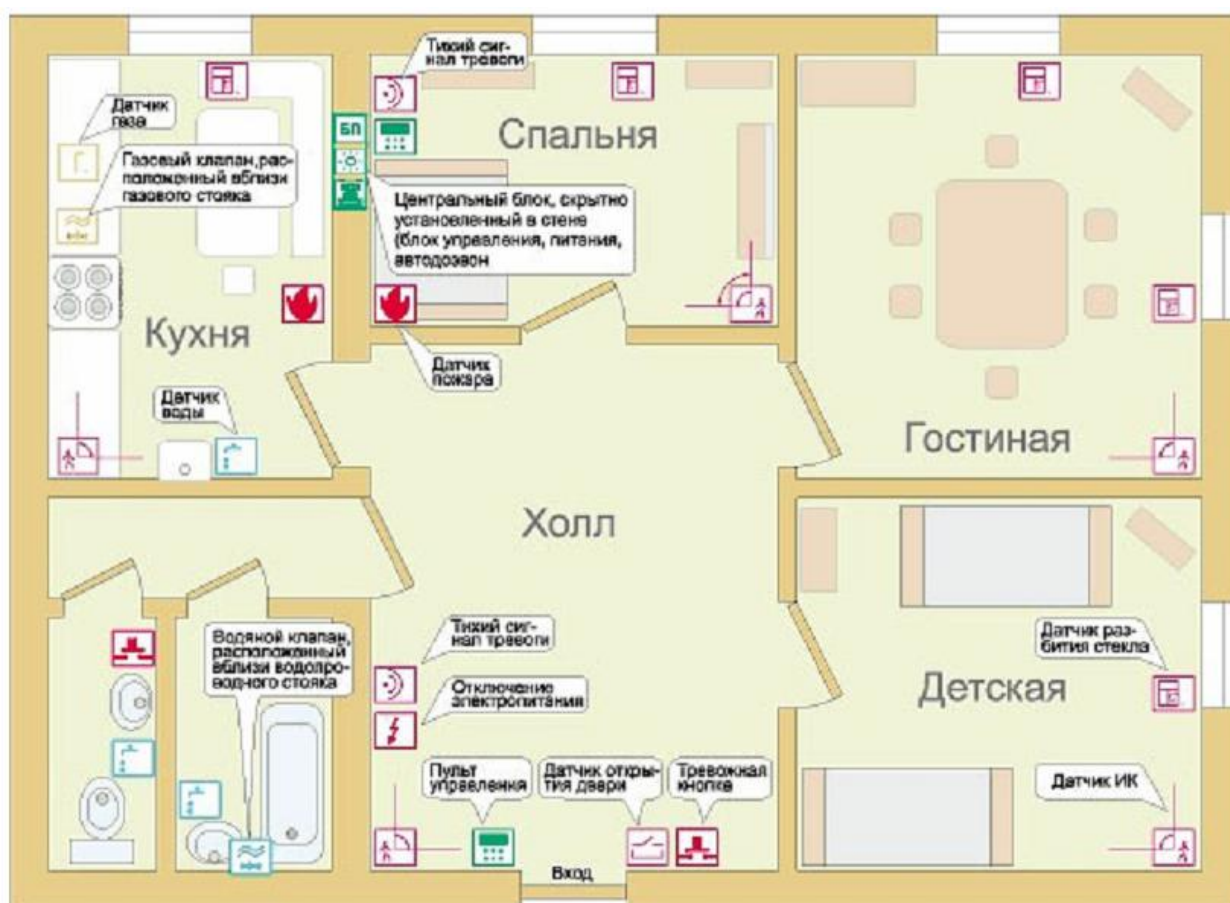 Тихий сиг-
нал тревоги
Датчик
газа
БП
Спальня
Газовый клапан,рас-
положенный вблизи
газового стояка
Центральный блок, скрытно
установленный в стене
(блок управления, питания,
автодозвон
Кухня
Датчик
пожара
Датчик
воды
Гостиная
Холл
Водяной клапан,
расположенный
вблизи водопро-
водного стояка
Тихий сиг-
нал тревоги
Отключение
электропитания
Датчик раз-
бития стекла
Детская
Пульт
управления
Датчик откры-
тия двери
Тревожная
кнопка
Датчик ИК
Вход